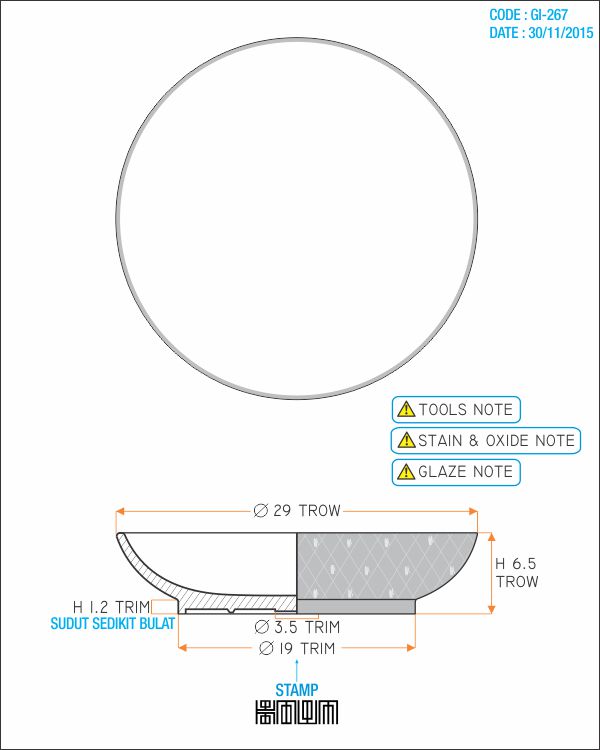 CODE : GI-267
DATE : 30/11/2015
TOOLS NOTE
STAIN & OXIDE NOTE
GLAZE NOTE
Ø 29 TROW
H 6.5
TROW
H 1.2 TRIM
SUDUT SEDIKIT BULAT
Ø 3.5 TRIM
Ø 19 TRIM
STAMP